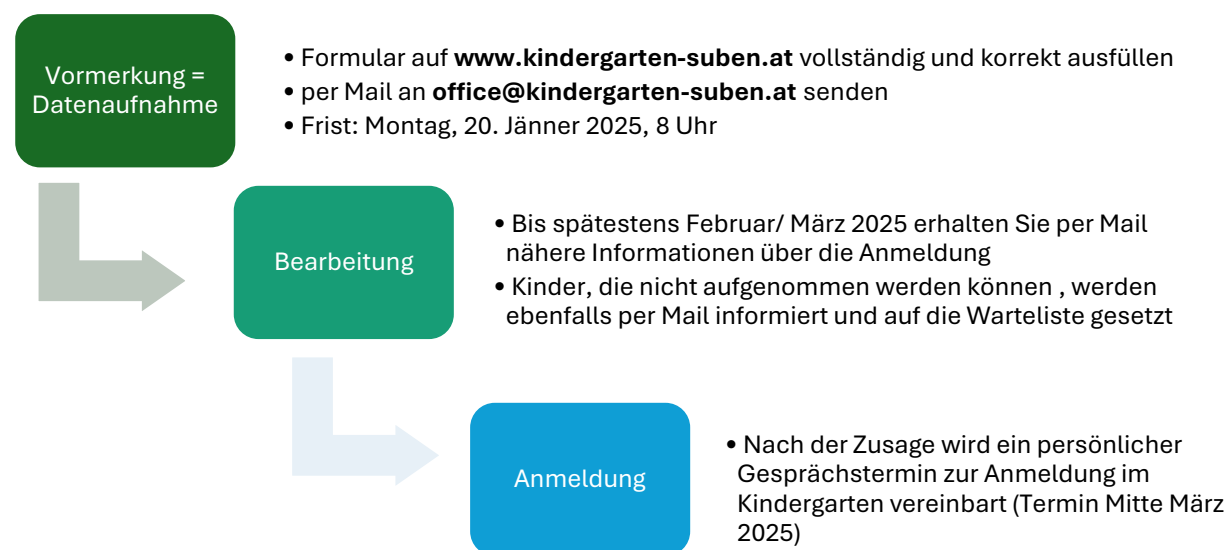 Vormerkung =
Datenaufnahme
• Formular auf www.kindergarten-suben.at vollständig und korrekt ausfüllen
• per Mail an office@kindergarten-suben.at senden
• Frist: Montag, 20. Jänner 2025, 8 Uhr
Bearbeitung
• Bis spätestens Februar/ März 2025 erhalten Sie per Mail
nähere Informationen über die Anmeldung
• Kinder, die nicht aufgenommen werden können , werden
ebenfalls per Mail informiert und auf die Warteliste gesetzt
Anmeldung
• Nach der Zusage wird ein persönlicher
Gesprächstermin zur Anmeldung im
Kindergarten vereinbart (Termin Mitte März
2025)